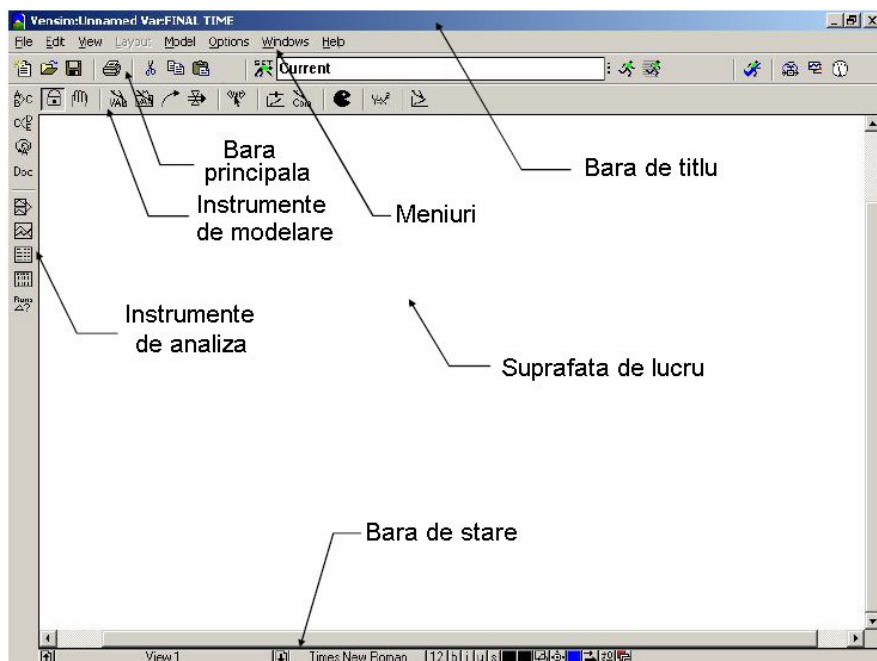 Vensim:Unnamed Var:FINAL TIME
File Edit View Layout Model Options Windows Help
SET Current
Doc
Bara
principala
Bara de titlu
Instrumente
de modelare
Meniuri
Runs
Instrumente
de analiza
Suprafata de lucru
Bara de stare
View 1 Times New Roman 12 b i u s